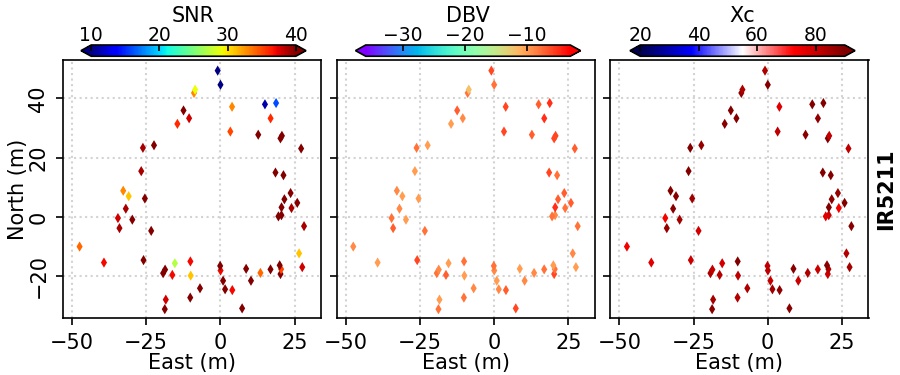 SNR DBV Xc
10 20 30 40 −30 −20 −10 20 40 60 80
40
20
0
−20
North (m)
IR5211
−50 −25 0 25 −50 −25 0 25 −50 −25 0 25
East (m) East (m) East (m)